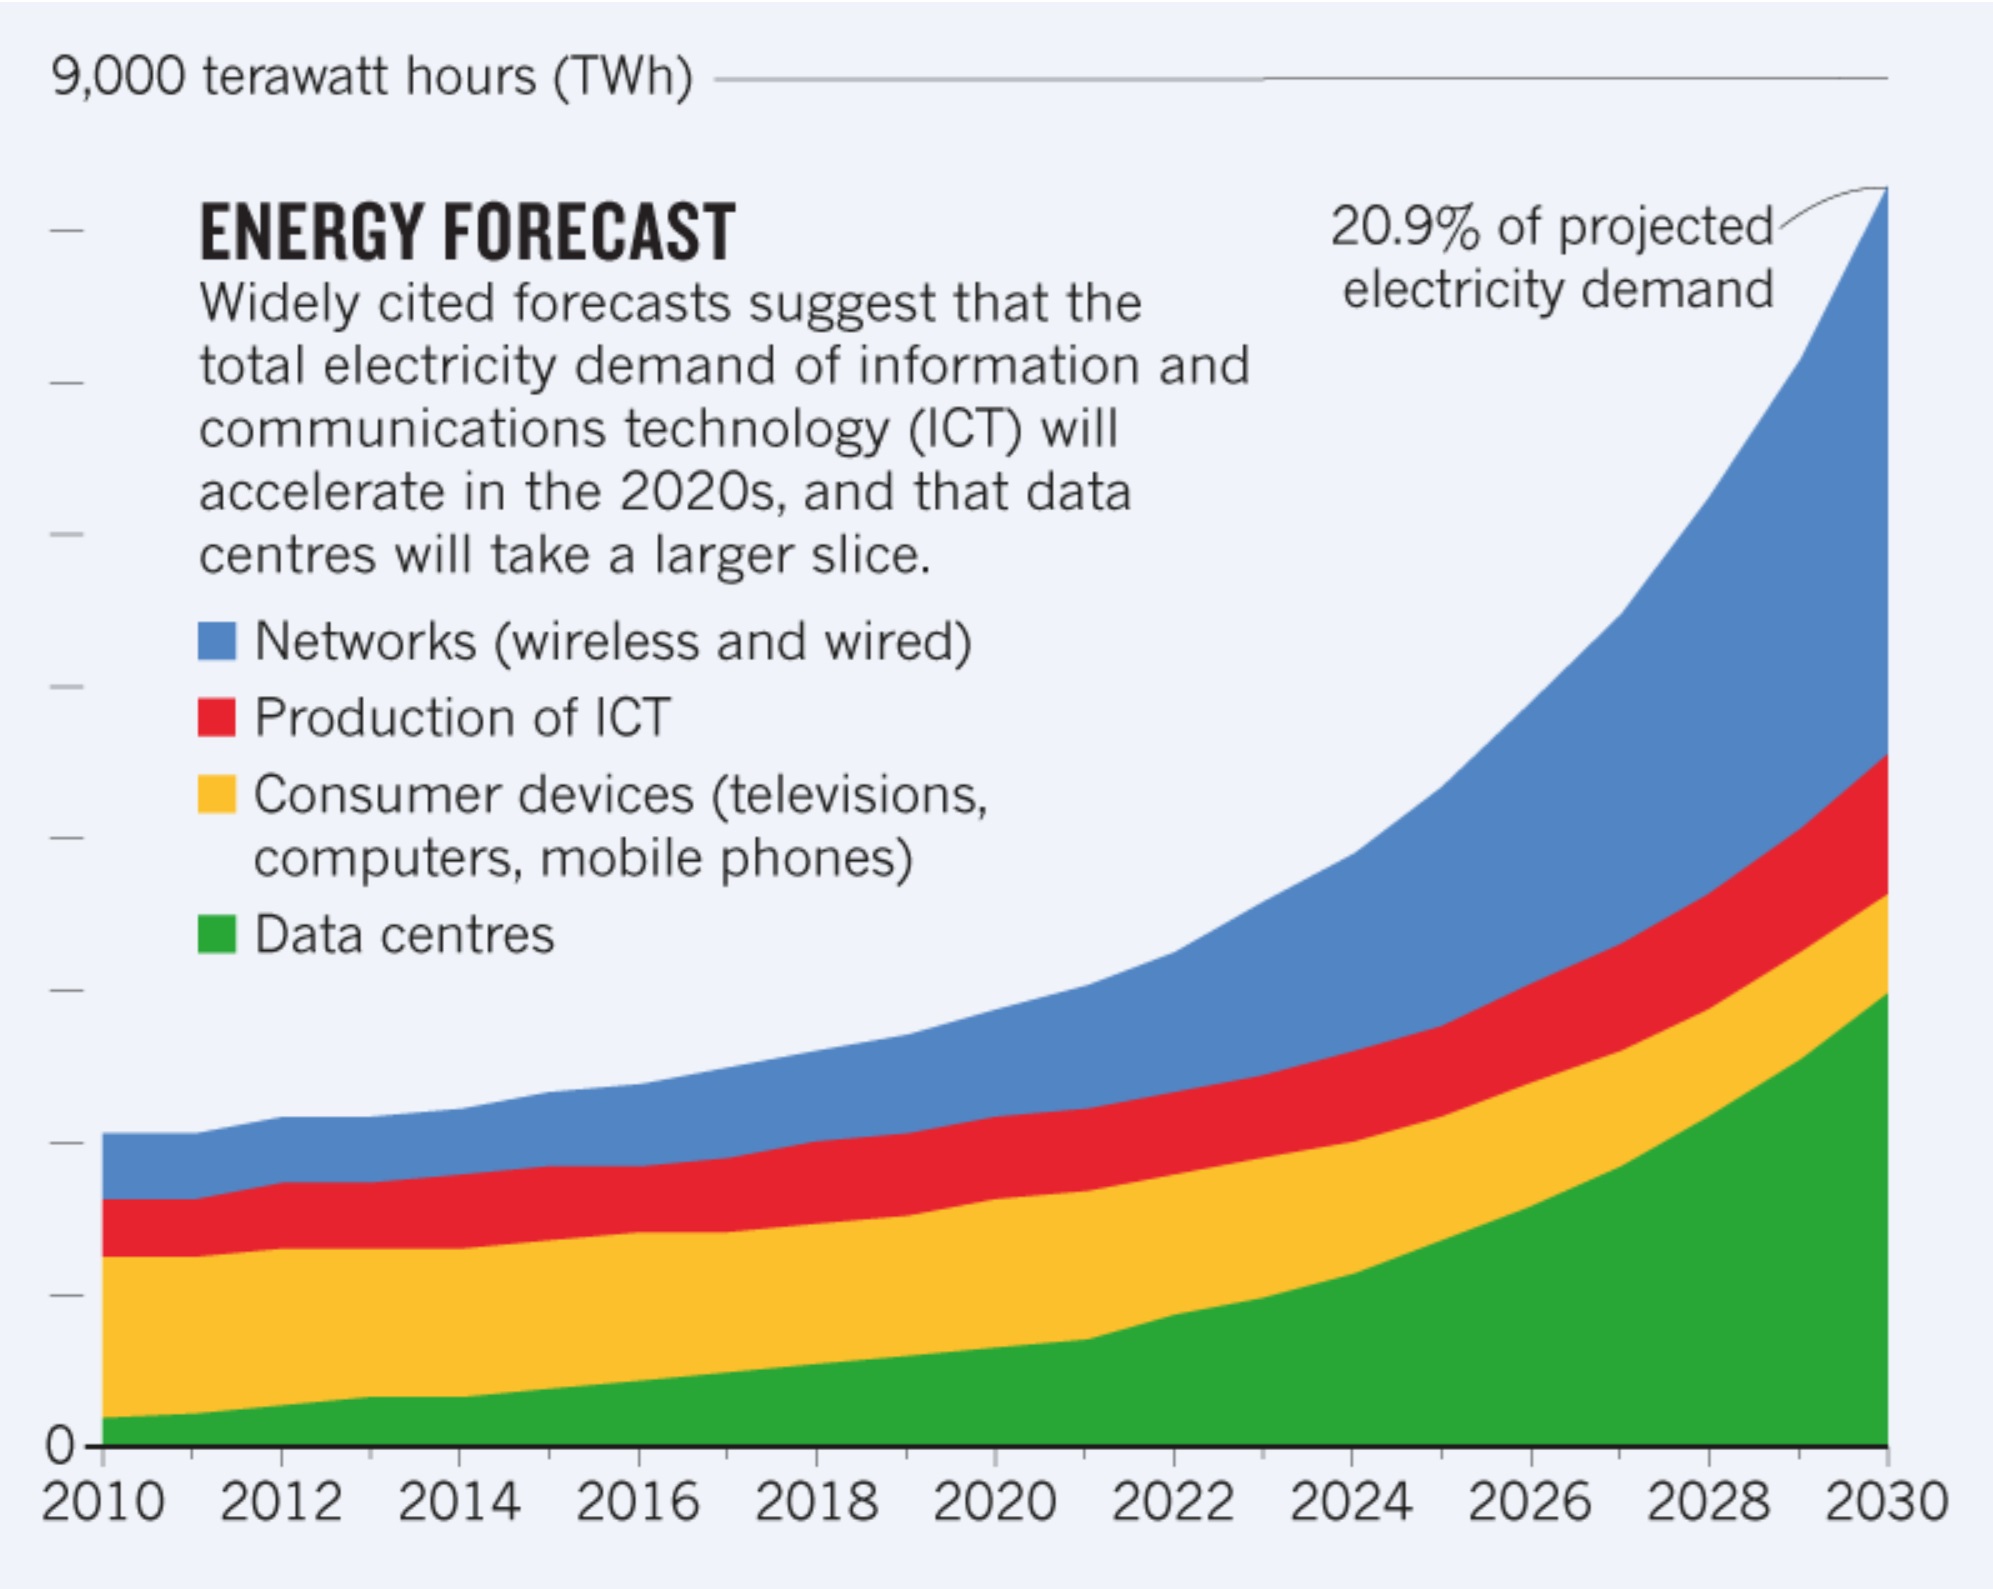 9,000 terawatt hours (TWh)
ENERGY FORECAST
Widely cited forecasts suggest that the
total electricity demand of information and
communications technology (ICT) will
accelerate in the 2020s, and that data
centres will take a larger slice.
20.9% of projected
electricity demand
Networks (wireless and wired)
Production of ICT
Consumer devices (televisions,
computers, mobile phones)
Data centres
0
2010 2012 2014 2016 2018 2020 2022 2024 2026 2028 2030